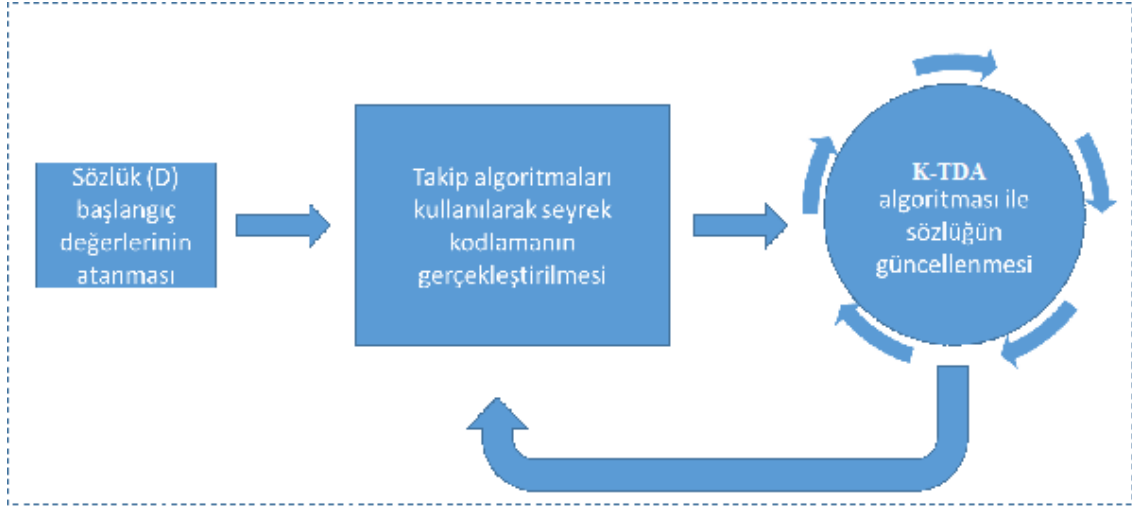 Sözlük (D)
başlangıç
değerlerinin
atanması
Takip algoritmaları
kullanılarak seyrek
kodlamanın
gerçekleştirilmesi
K-TDA
algoritması ile
sözlüğün
güncellenmesi